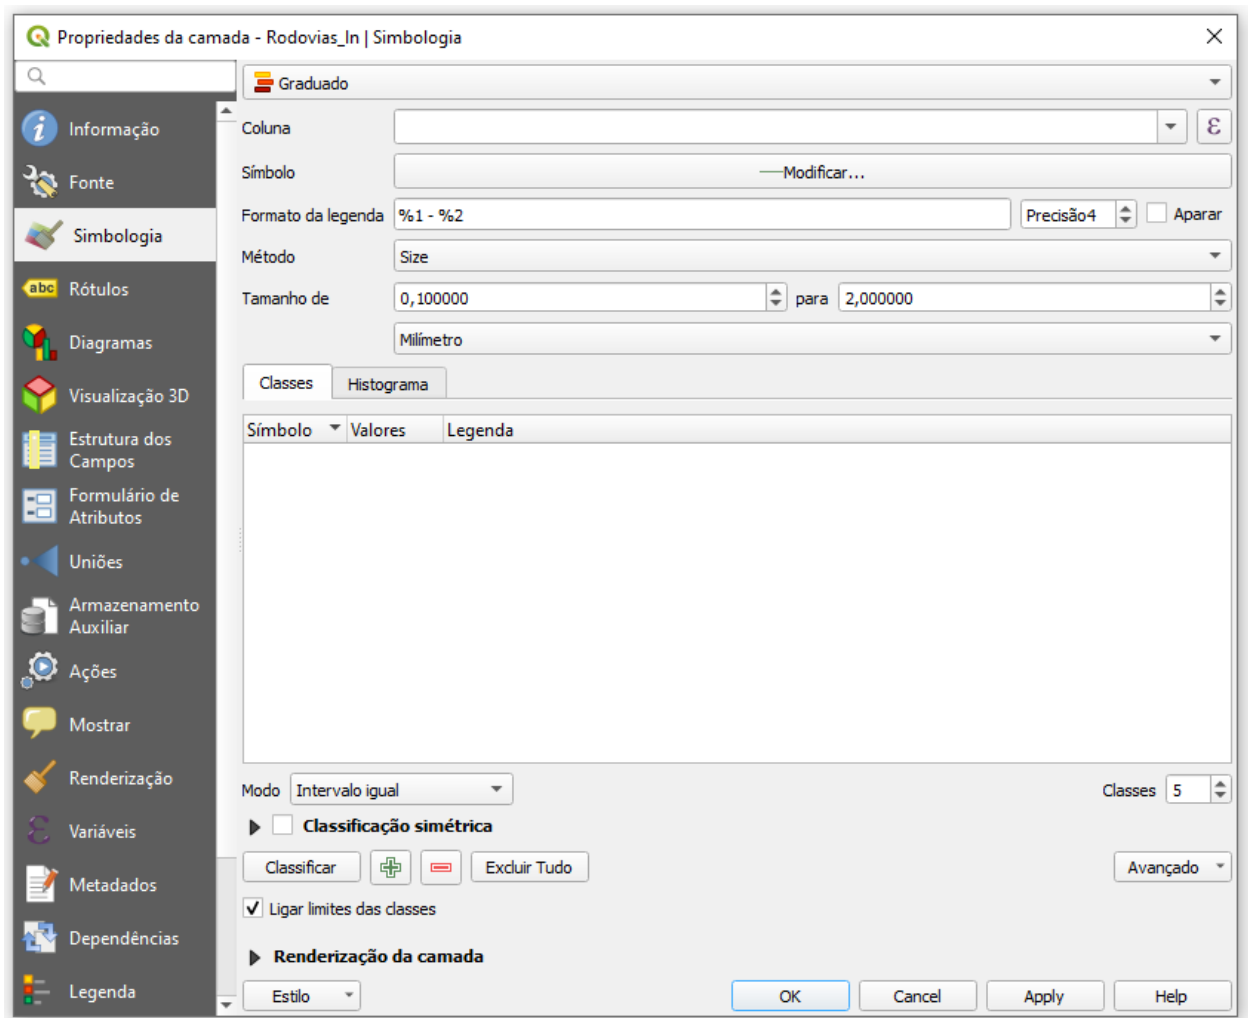 Propriedades da camada - Rodovias_ln | Simbologia
Graduado
Informação
Fonte
Simbologia
abc Rótulos
Diagramas
Visualização 3D
Estrutura dos
Campos
Formulário de
Atributos
Uniões
Armazenamento
Auxiliar
Ações
Mostrar
Renderização
Variáveis
Metadados
Dependências
Legenda
Coluna ε
Símbolo Modificar...
Formato da legenda %1 - %2 Precisão4 Aparar
Método Size
Tamanho de 0,100000 para 2,000000
Milímetro
Classes Histograma
Símbolo Valores Legenda
Modo Intervalo igual Classes 5
Classificação simétrica
Classificar Excluir Tudo Avançado
Ligar limites das classes
Renderização da camada
Estilo OK Cancel Apply Help